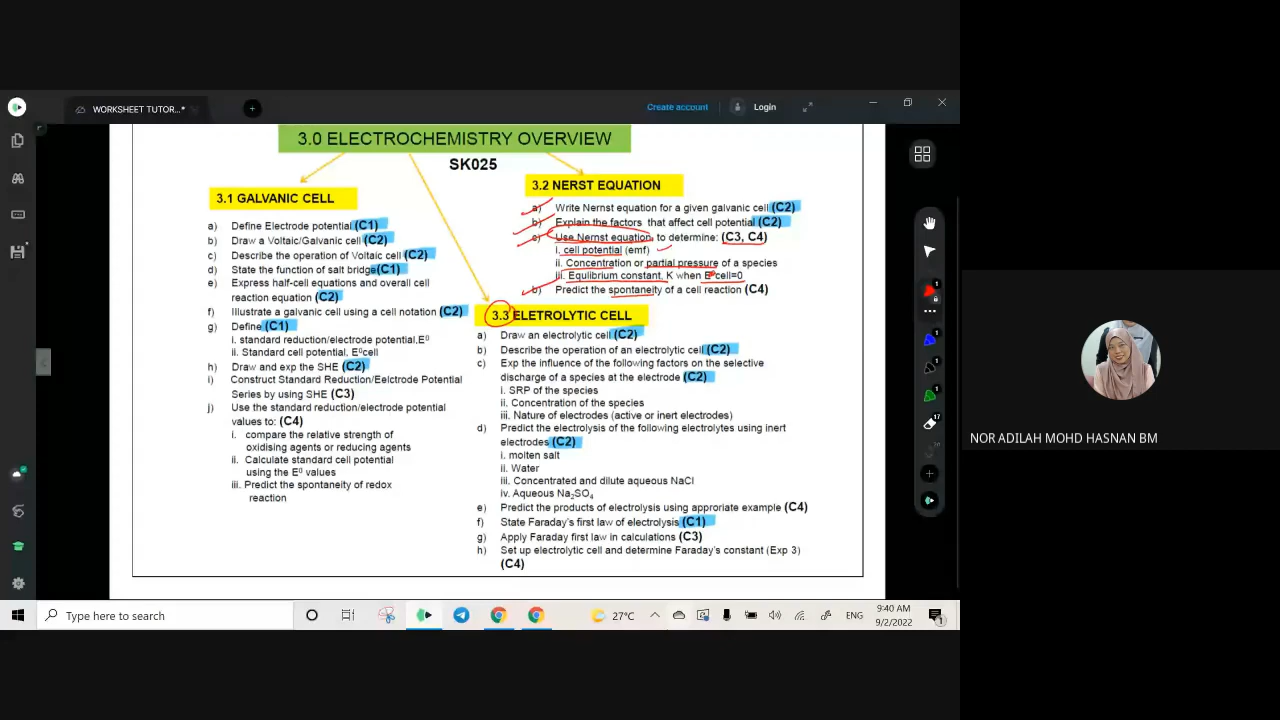 WORKSHEET TUTOR...*
Create account
Login
3.0 ELECTROCHEMISTRY OVERVIEW
SK025
3.1 GALVANIC CELL
a) Define Electrode potential (C1)
b) Draw a Voltaic/Galvanic cell (C2)
c) Describe the operation of Voltaic cell (C2)
d) State the function of salt bridge (C1)
e) Express half-cell equations and overall cell
reaction equation (C2)
f) Illustrate a galvanic cell using a cell notation (C2)
g) Define (C1)
i. standard reduction/electrode potential,E⁰
ii. Standard cell potential, E⁰cell
h) Draw and exp the SHE (C2)
i) Construct Standard Reduction/Eelctrode Potential
Series by using SHE (C3)
j) Use the standard reduction/electrode potential
values to: (C4)
i. compare the relative strength of
oxidising agents or reducing agents
ii. Calculate standard cell potential
using the E⁰ values
iii. Predict the spontaneity of redox
reaction
3.2 NERST EQUATION
a) Write Nernst equation for a given galvanic cell (C2)
b) Explain the factors that affect cell potential (C2)
c) Use Nernst equation to determine: (C3, C4)
i. cell potential (emf)
ii. Concentration or partial pressure of a species
iii. Equlibrium constant, K when E cell=0
b) Predict the spontaneity of a cell reaction (C4)
3.3 ELETROLYTIC CELL
a) Draw an electrolytic cell (C2)
b) Describe the operation of an electrolytic cell (C2)
c) Exp the influence of the following factors on the selective
discharge of a species at the electrode (C2)
i. SRP of the species
ii. Concentration of the species
iii. Nature of electrodes (active or inert electrodes)
d) Predict the electrolysis of the following electrolytes using inert
electrodes (C2)
i. molten salt
ii. Water
iii. Concentrated and dilute aqueous NaCl
iv. Aqueous Na₂SO₄
e) Predict the products of electrolysis using approriate example (C4)
f) State Faraday's first law of electrolysis (C1)
g) Apply Faraday first law in calculations (C3)
h) Set up electrolytic cell and determine Faraday's constant (Exp 3)
(C4)
1
1
17
NOR ADILAH MOHD HASNAN BM
Type here to search
27°C
ENG
9:40 AM
9/2/2022
1